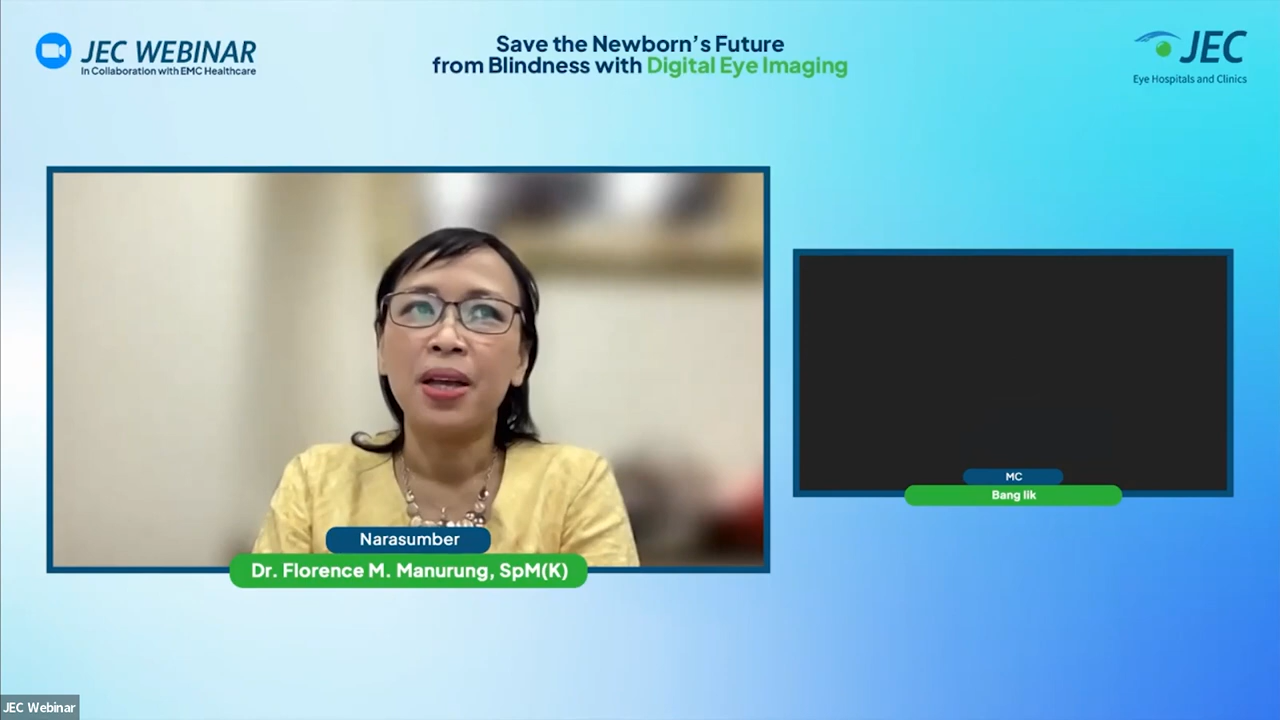 JEC WEBINAR
In Collaboration with EMC Healthcare
Save the Newborn's Future
from Blindness with Digital Eye Imaging
JEC
Eye Hospitals and Clinics
Narasumber
Dr. Florence M. Manurung, SpM(K)
MC
Bang Iik
JEC Webinar